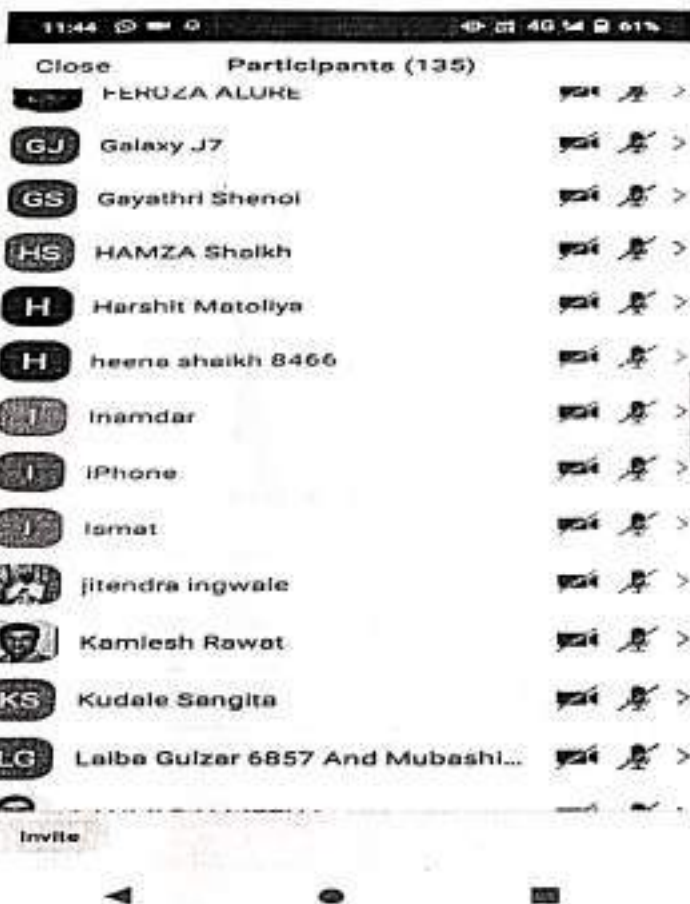 11:44 4G 61%
Close Participants (135)
FEROZA ALURE
GJ Galaxy J7
GS Gayathri Shenoi
HS HAMZA Shaikh
H Harshit Matoliya
H heena shaikh 8466
I Inamdar
I iPhone
I Ismat
jitendra ingwale
Kamlesh Rawat
KS Kudale Sangita
LG Laiba Gulzar 6857 And Mubashi...
Invite